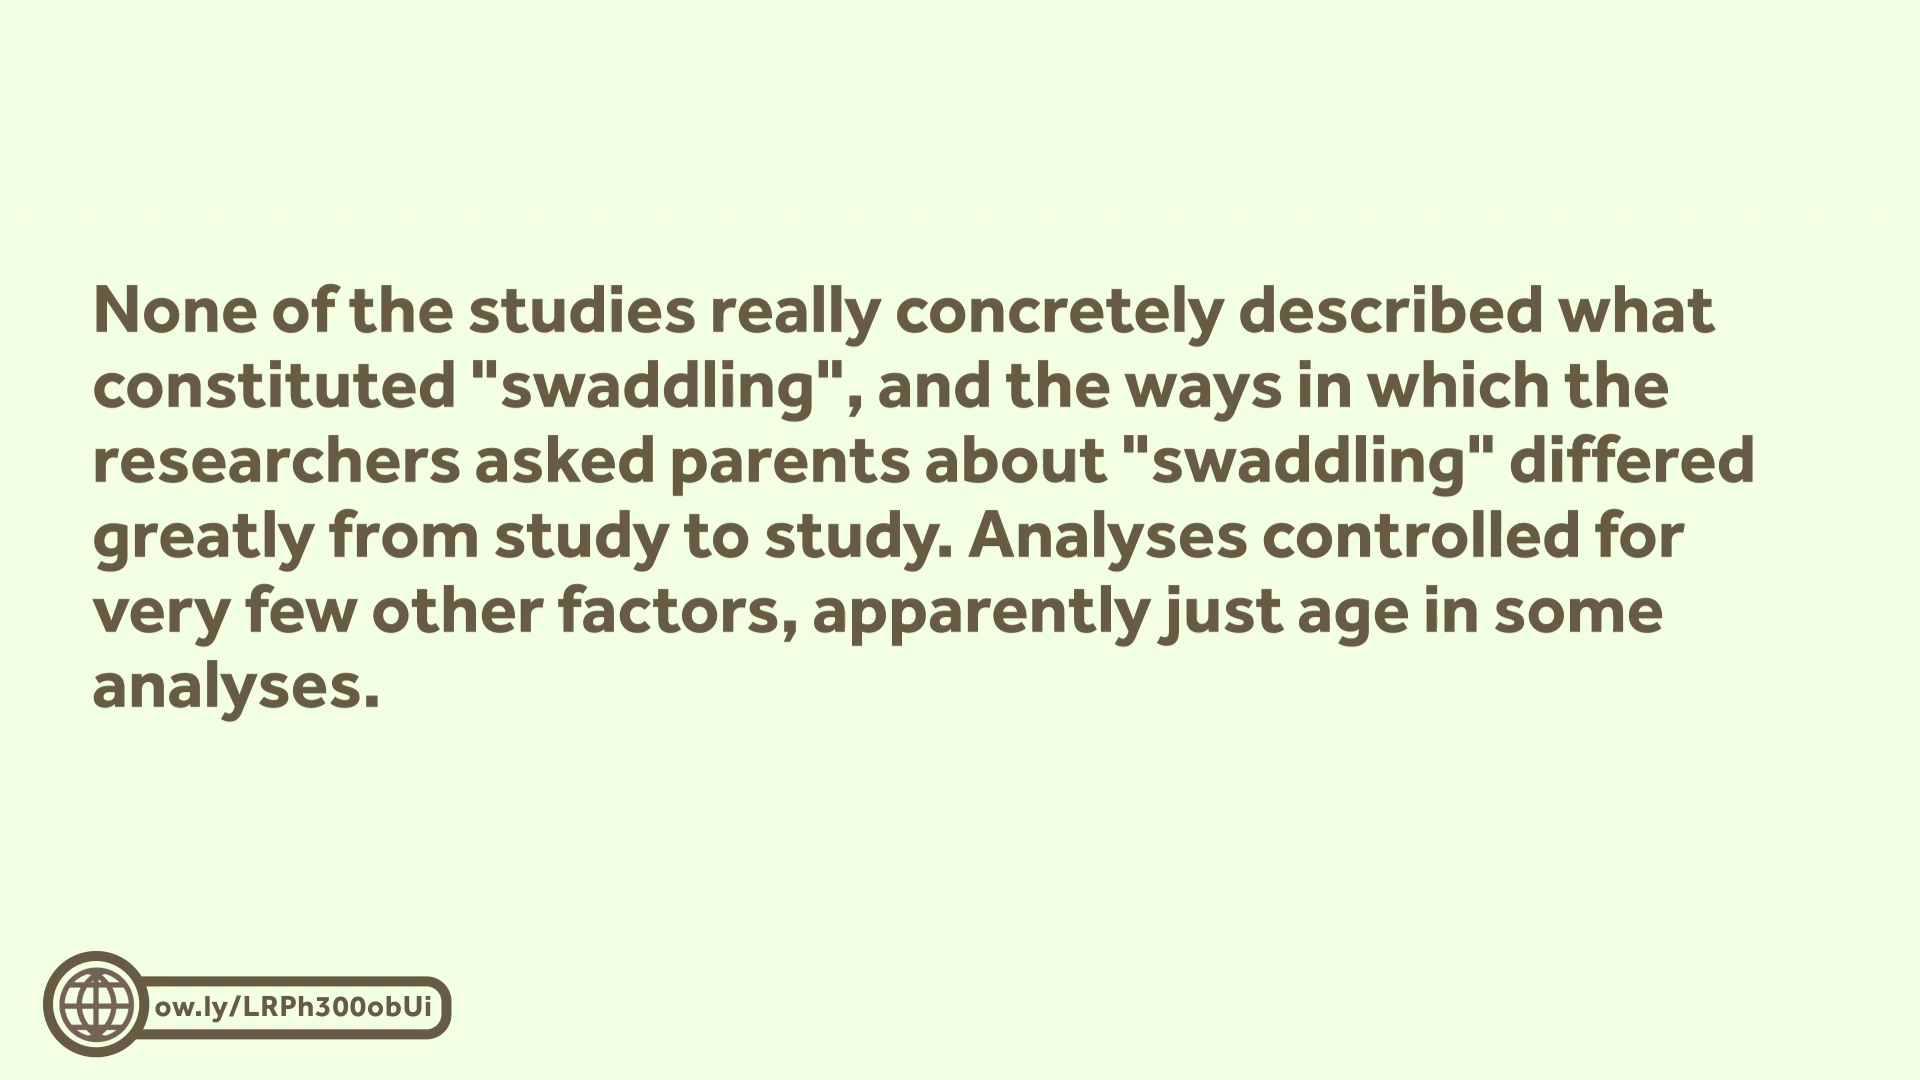 None of the studies really concretely described what
constituted "swaddling", and the ways in which the
researchers asked parents about "swaddling" differed
greatly from study to study. Analyses controlled for
very few other factors, apparently just age in some
analyses.
ow.ly/LRPh300obUi